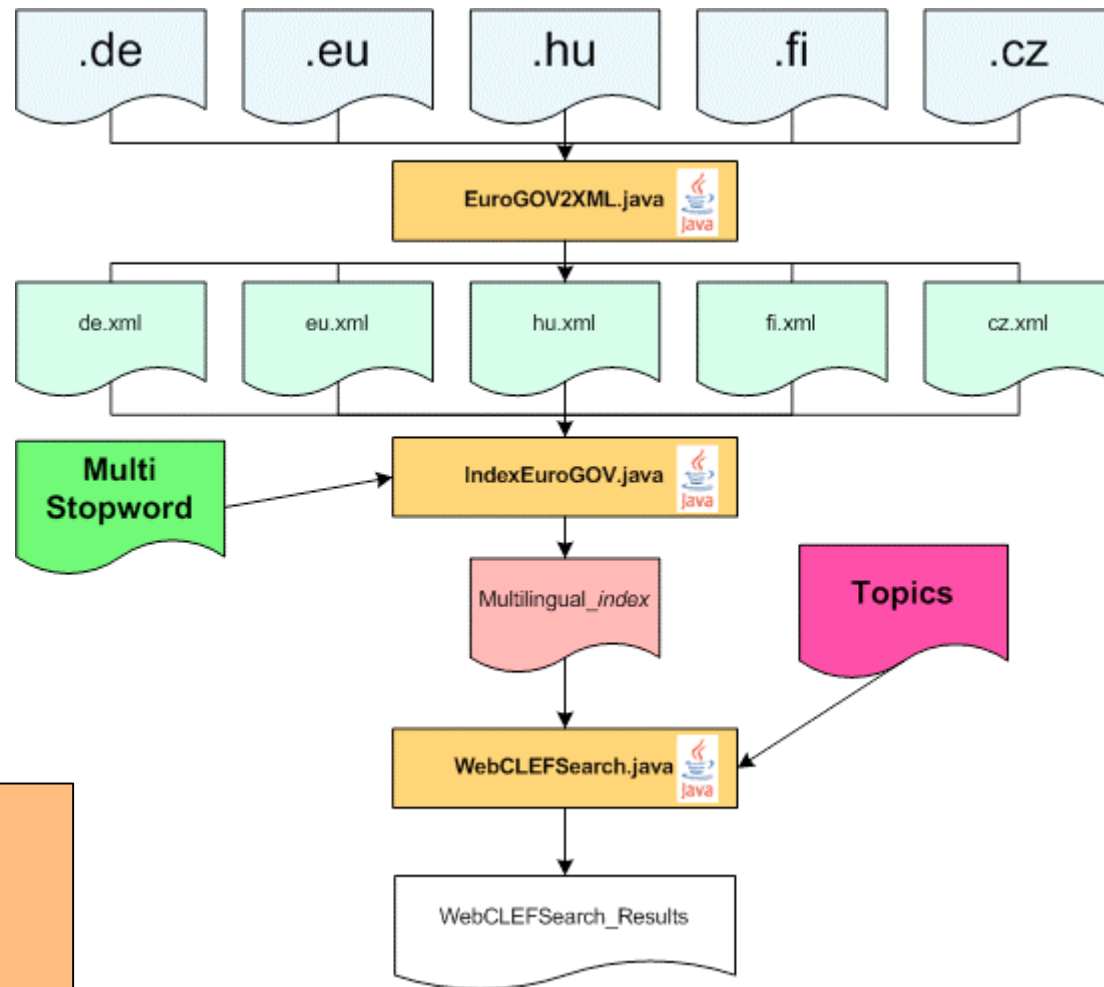 .de
.eu
.hu
.fi
.cz
EuroGOV2XML.java
Java
de.xml
eu.xml
hu.xml
fi.xml
cz.xml
Multi
Stopword
IndexEuroGOV.java
Java
Multilingual_index
Topics
WebCLEFSearch.java
Java
WebCLEFSearch_Results